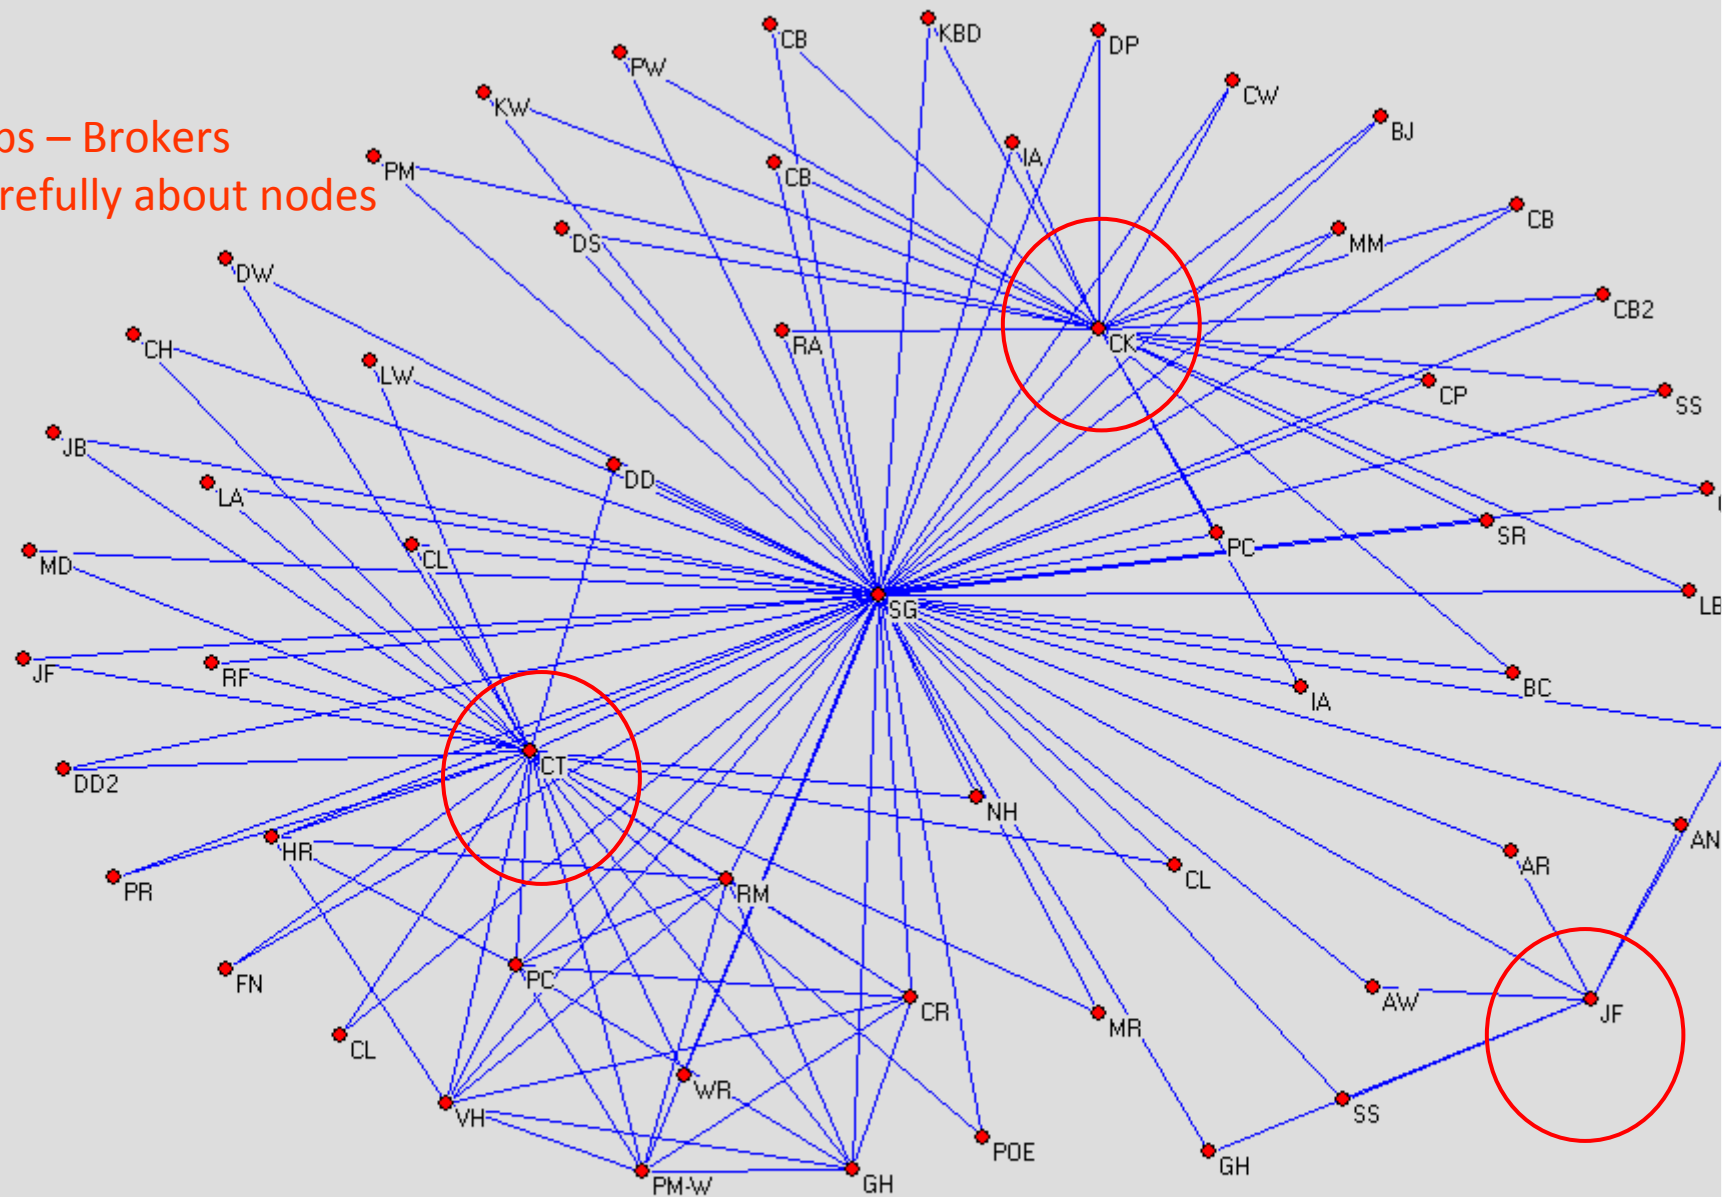 ps – Brokers
refully about nodes
CB
KBD
DP
PW
CW
KW
BJ
IA
PM
CB
CB
DS
MM
DW
CB2
CH
RA
CK
LW
CP
SS
JB
DD
LA
SR
CL
PC
MD
LB
SG
JF
RF
BC
IA
CT
DD2
NH
AN
HR
AR
CL
PR
RM
FN
PC
AW
CR
JF
MR
CL
WR
SS
VH
POE
GH
PM-W
GH